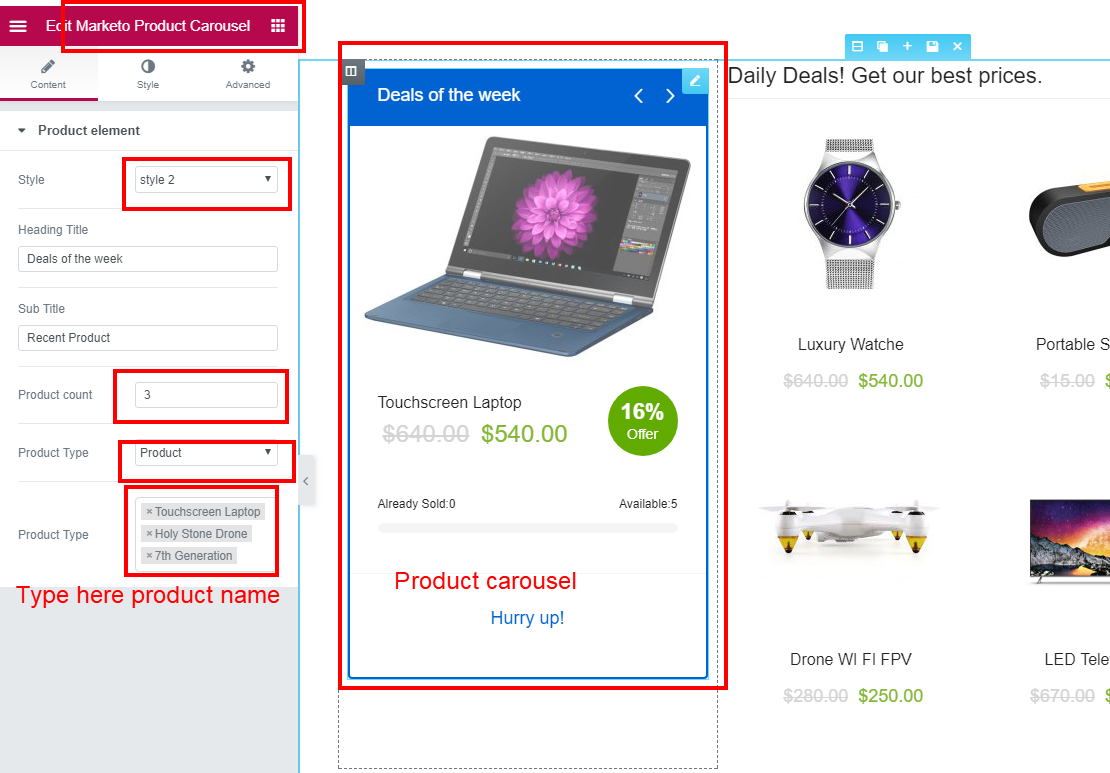 Edit Marketo Product Carousel
Content
Style
Advanced
Product element
Style
style 2
Heading Title
Deals of the week
Sub Title
Recent Product
Product count
3
Product Type
Product
Product Type
× Touchscreen Laptop
× Holy Stone Drone
× 7th Generation
Type here product name
Deals of the week
Touchscreen Laptop
$640.00 $540.00
16%
Offer
Already Sold:0
Available:5
Product carousel
Hurry up!
Daily Deals! Get our best prices.
Luxury Watche
$640.00 $540.00
Portable S
$15.00 $
Drone WI FI FPV
$280.00 $250.00
LED Tele
$670.00 $